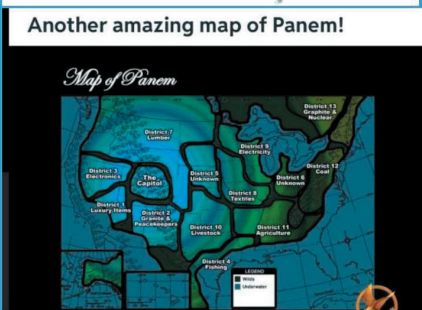 Another amazing map of Panem!
Map of Panem
District 13
Graphite &
Nuclear
District 7
Lumber
District 9
Electricity
District 3
Electronics
The
Capitol
District 5
Unknown
District 12
Coal
District 6
Unknown
District 8
Textiles
District 1
Luxury Items
District 2
Granite &
Peacekeepers
District 10
Livestock
District 11
Agriculture
District 4
Fishing
LEGEND
Wilds
Underwater